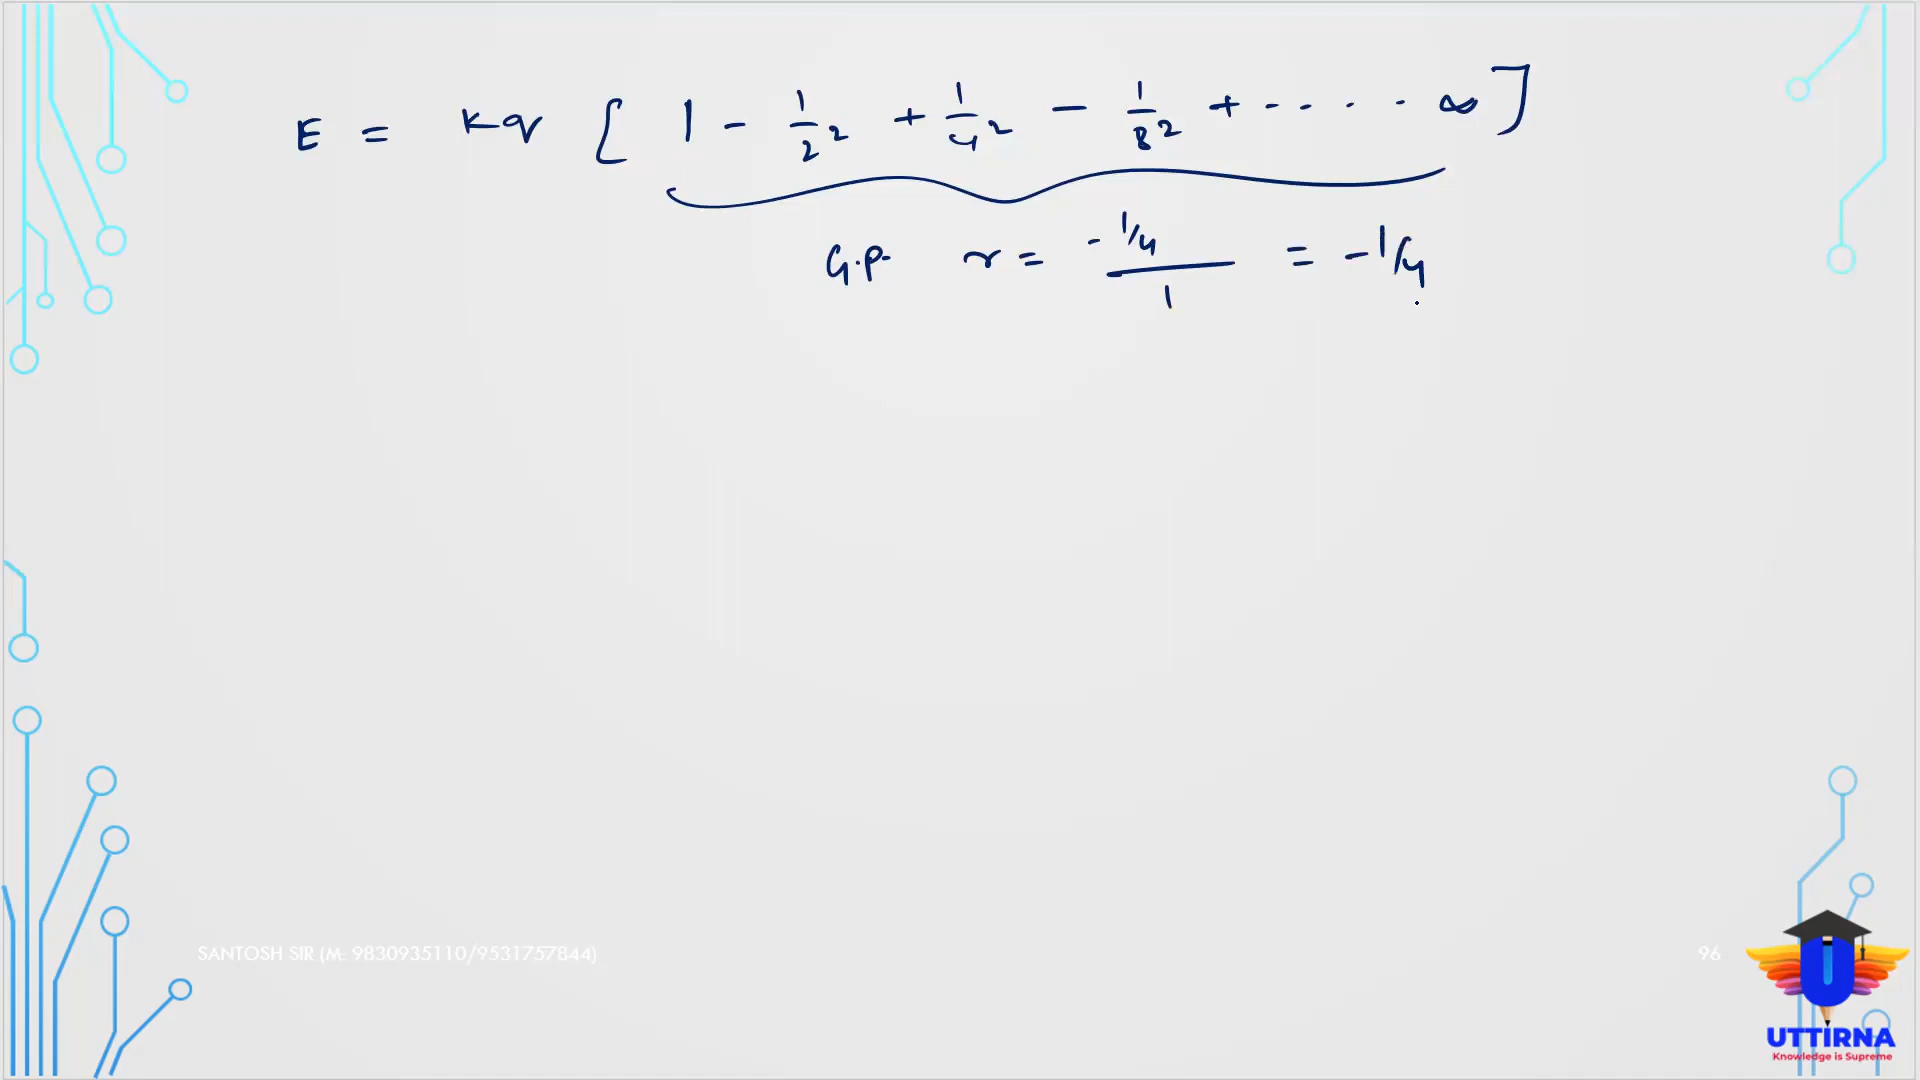 E = kq [ 1 - 1/2² + 1/4² - 1/8² + - - · · · ∞ ]
G.P. r = (-1/4)/1 = -1/4
SANTOSH SIR (M: 9830935110/9531757844)
96
UTTIRNA
Knowledge is Supreme